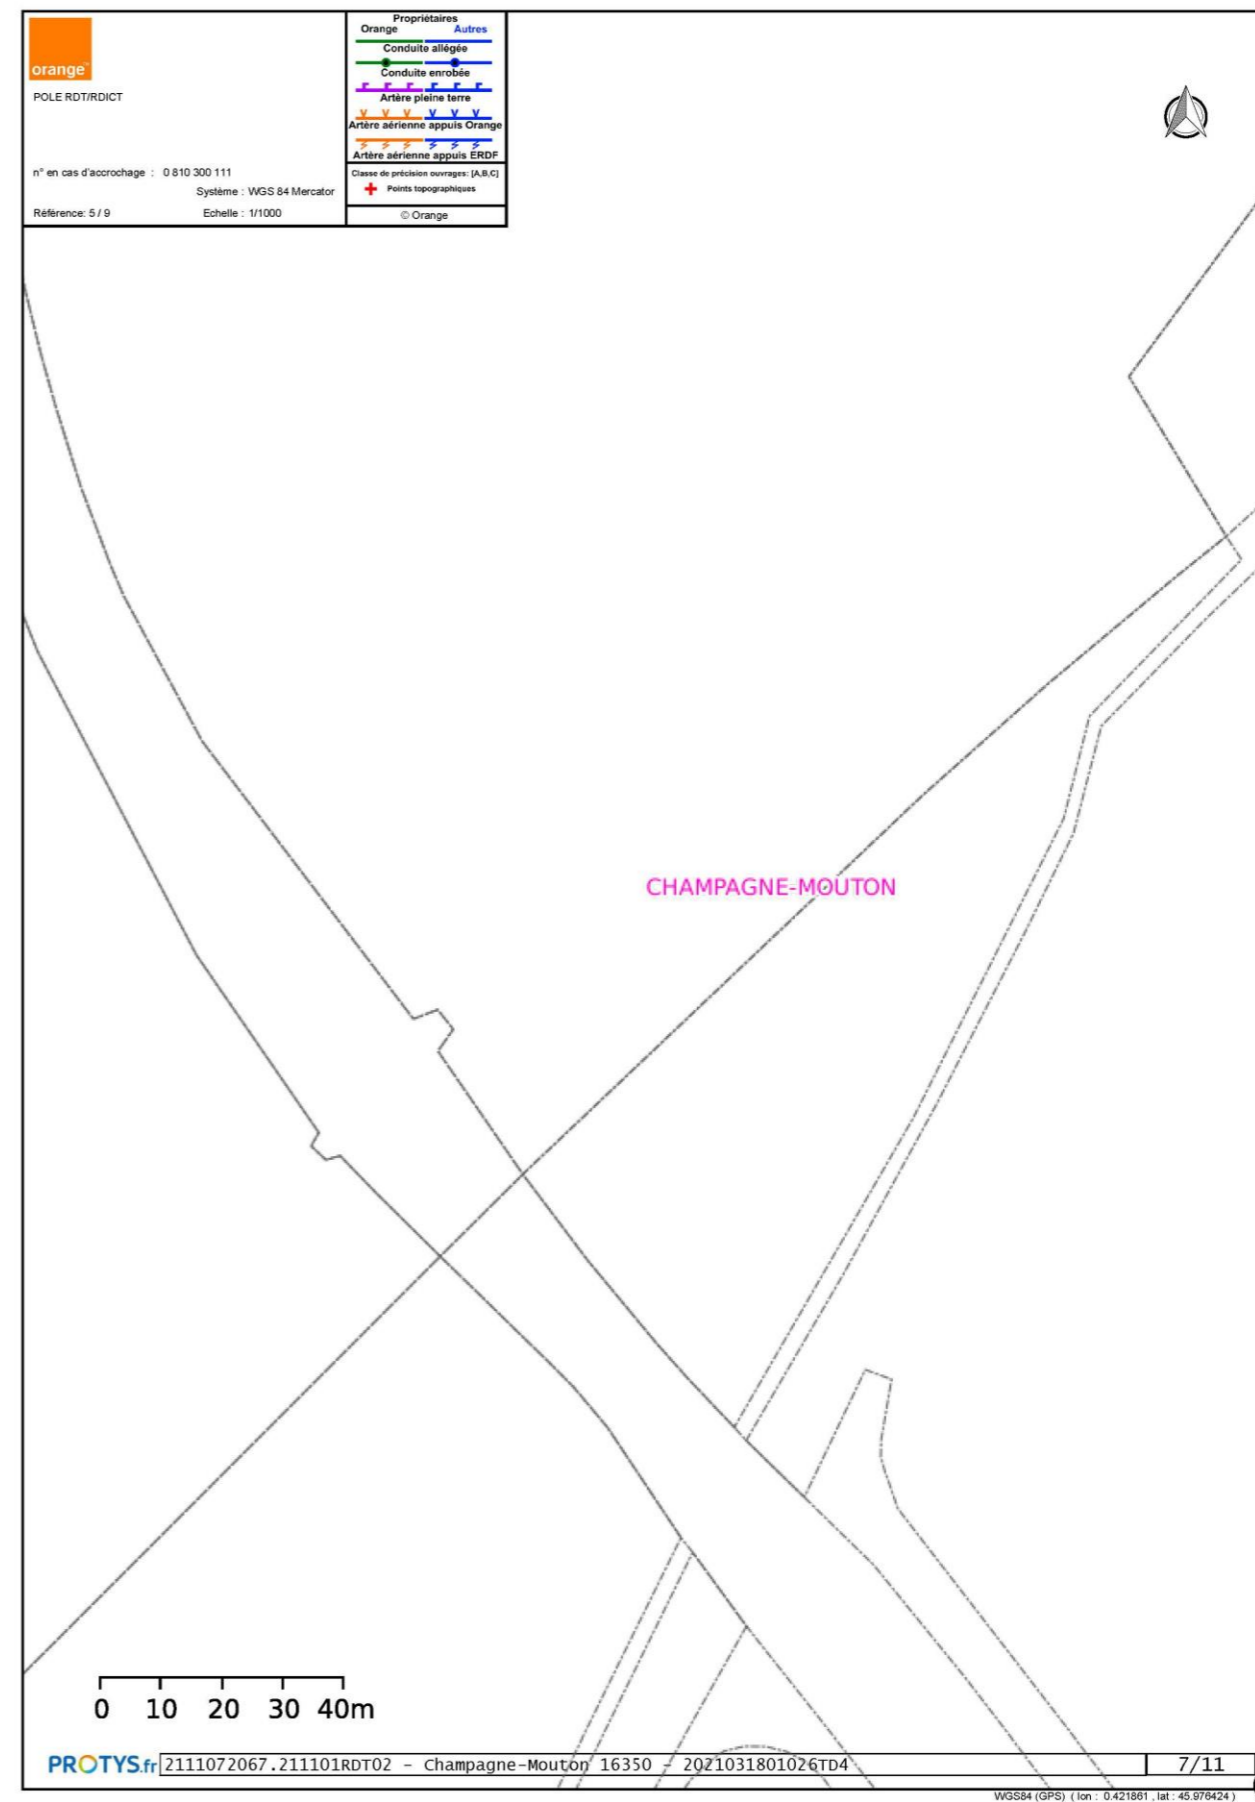 orange™
POLE RDT/RDICT
n° en cas d'accrochage : 0 810 300 111
Système : WGS 84 Mercator
Référence: 5 / 9 Echelle : 1/1000
Propriétaires
Orange Autres
Conduite allégée
Conduite enrobée
Artère pleine terre
Artère aérienne appuis Orange
Artère aérienne appuis ERDF
Classe de précision ouvrages: [A,B,C]
Points topographiques
© Orange
CHAMPAGNE-MOUTON
0 10 20 30 40m
PROTYS.fr 2111072067.211101RDT02 - Champagne-Mouton 16350 - 2021031801026TD4 7/11
WGS84 (GPS) ( lon : 0.421861 , lat : 45.976424 )